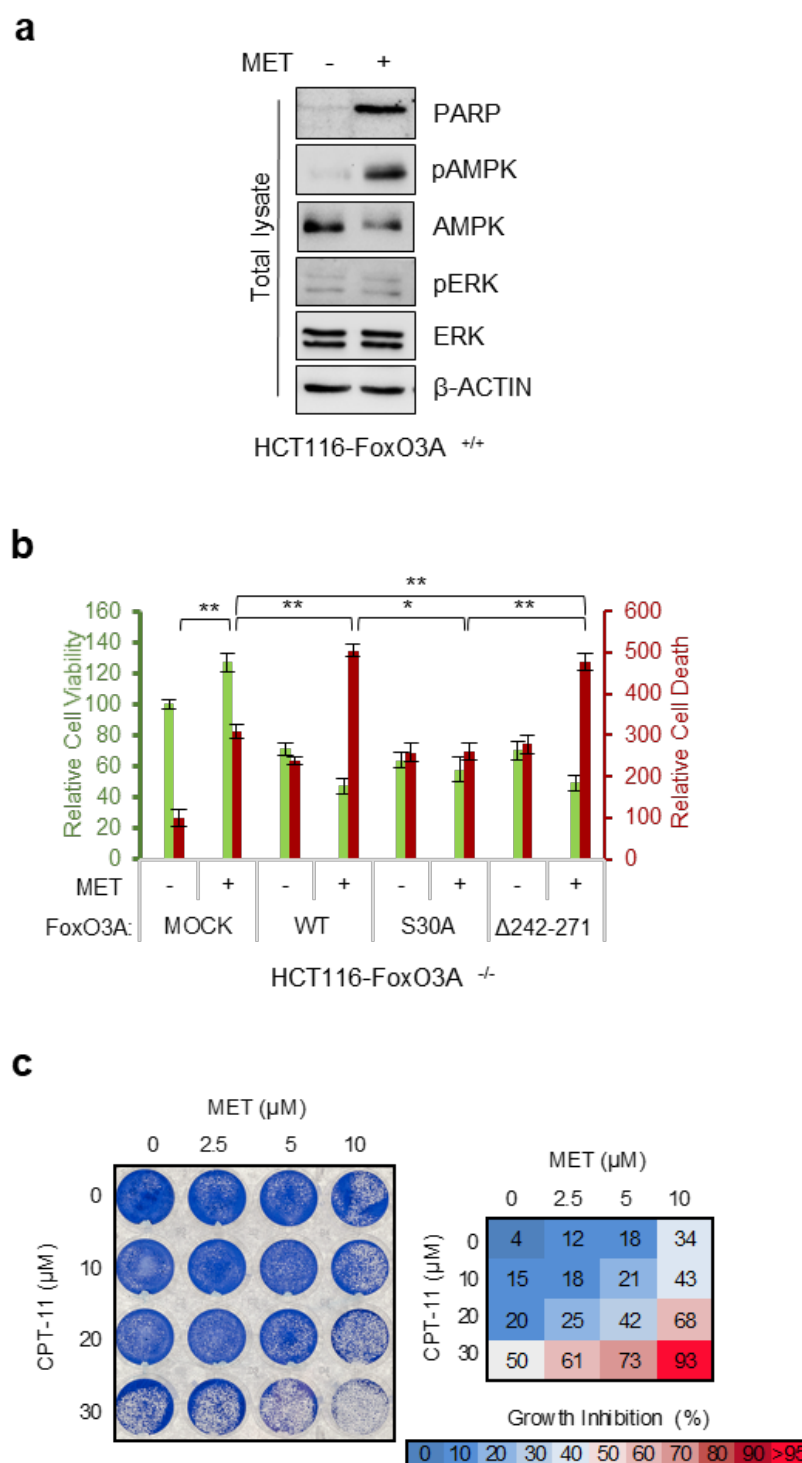 a
MET - +
Total lysate
PARP
pAMPK
AMPK
pERK
ERK
β-ACTIN
HCT116-FoxO3A +/+
b
** ** ** * **
Relative Cell Viability
160
140
120
100
80
60
40
20
0
600
500
400
300
200
100
0
Relative Cell Death
MET - + - + - + - +
FoxO3A: MOCK WT S30A Δ242-271
HCT116-FoxO3A -/-
c
MET (µM)
0 2.5 5 10
CPT-11 (µM)
0
10
20
30
MET (µM)
0 2.5 5 10
CPT-11 (µM)
0 4 12 18 34
10 15 18 21 43
20 20 25 42 68
30 50 61 73 93
Growth Inhibition (%)
0 10 20 30 40 50 60 70 80 90 >95